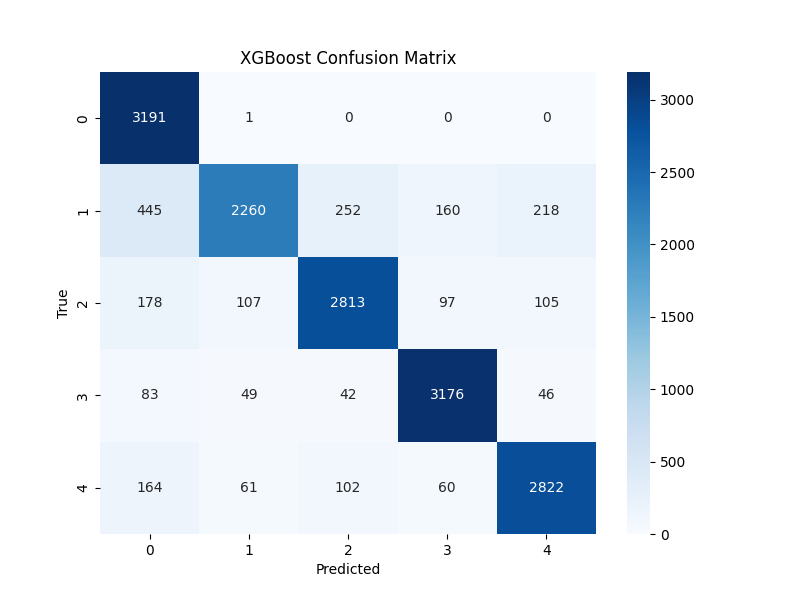 XGBoost Confusion Matrix
0 3191 1 0 0 0
1 445 2260 252 160 218
2 178 107 2813 97 105
3 83 49 42 3176 46
4 164 61 102 60 2822
0 1 2 3 4
Predicted
True
3000
2500
2000
1500
1000
500
0